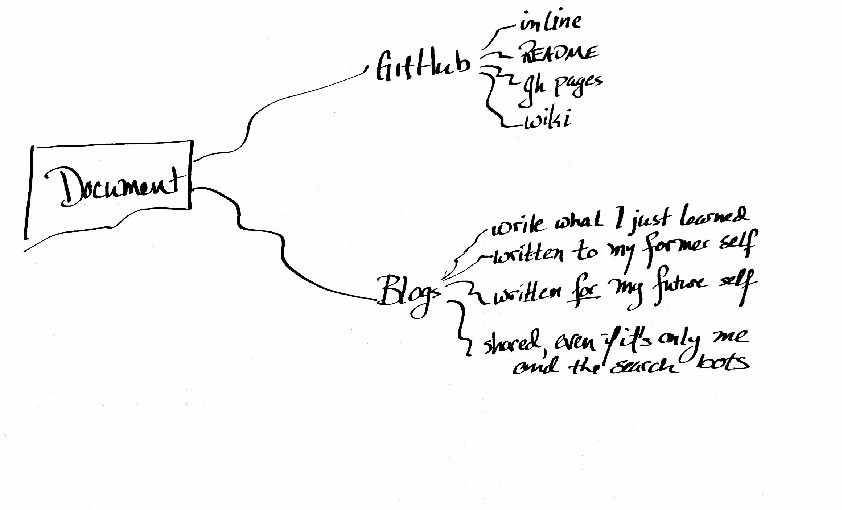 GitHub
inline
README
gh pages
wiki
Document
Blogs
write what I just learned
written to my former self
written for my future self
shared, even if it's only me
and the search bots